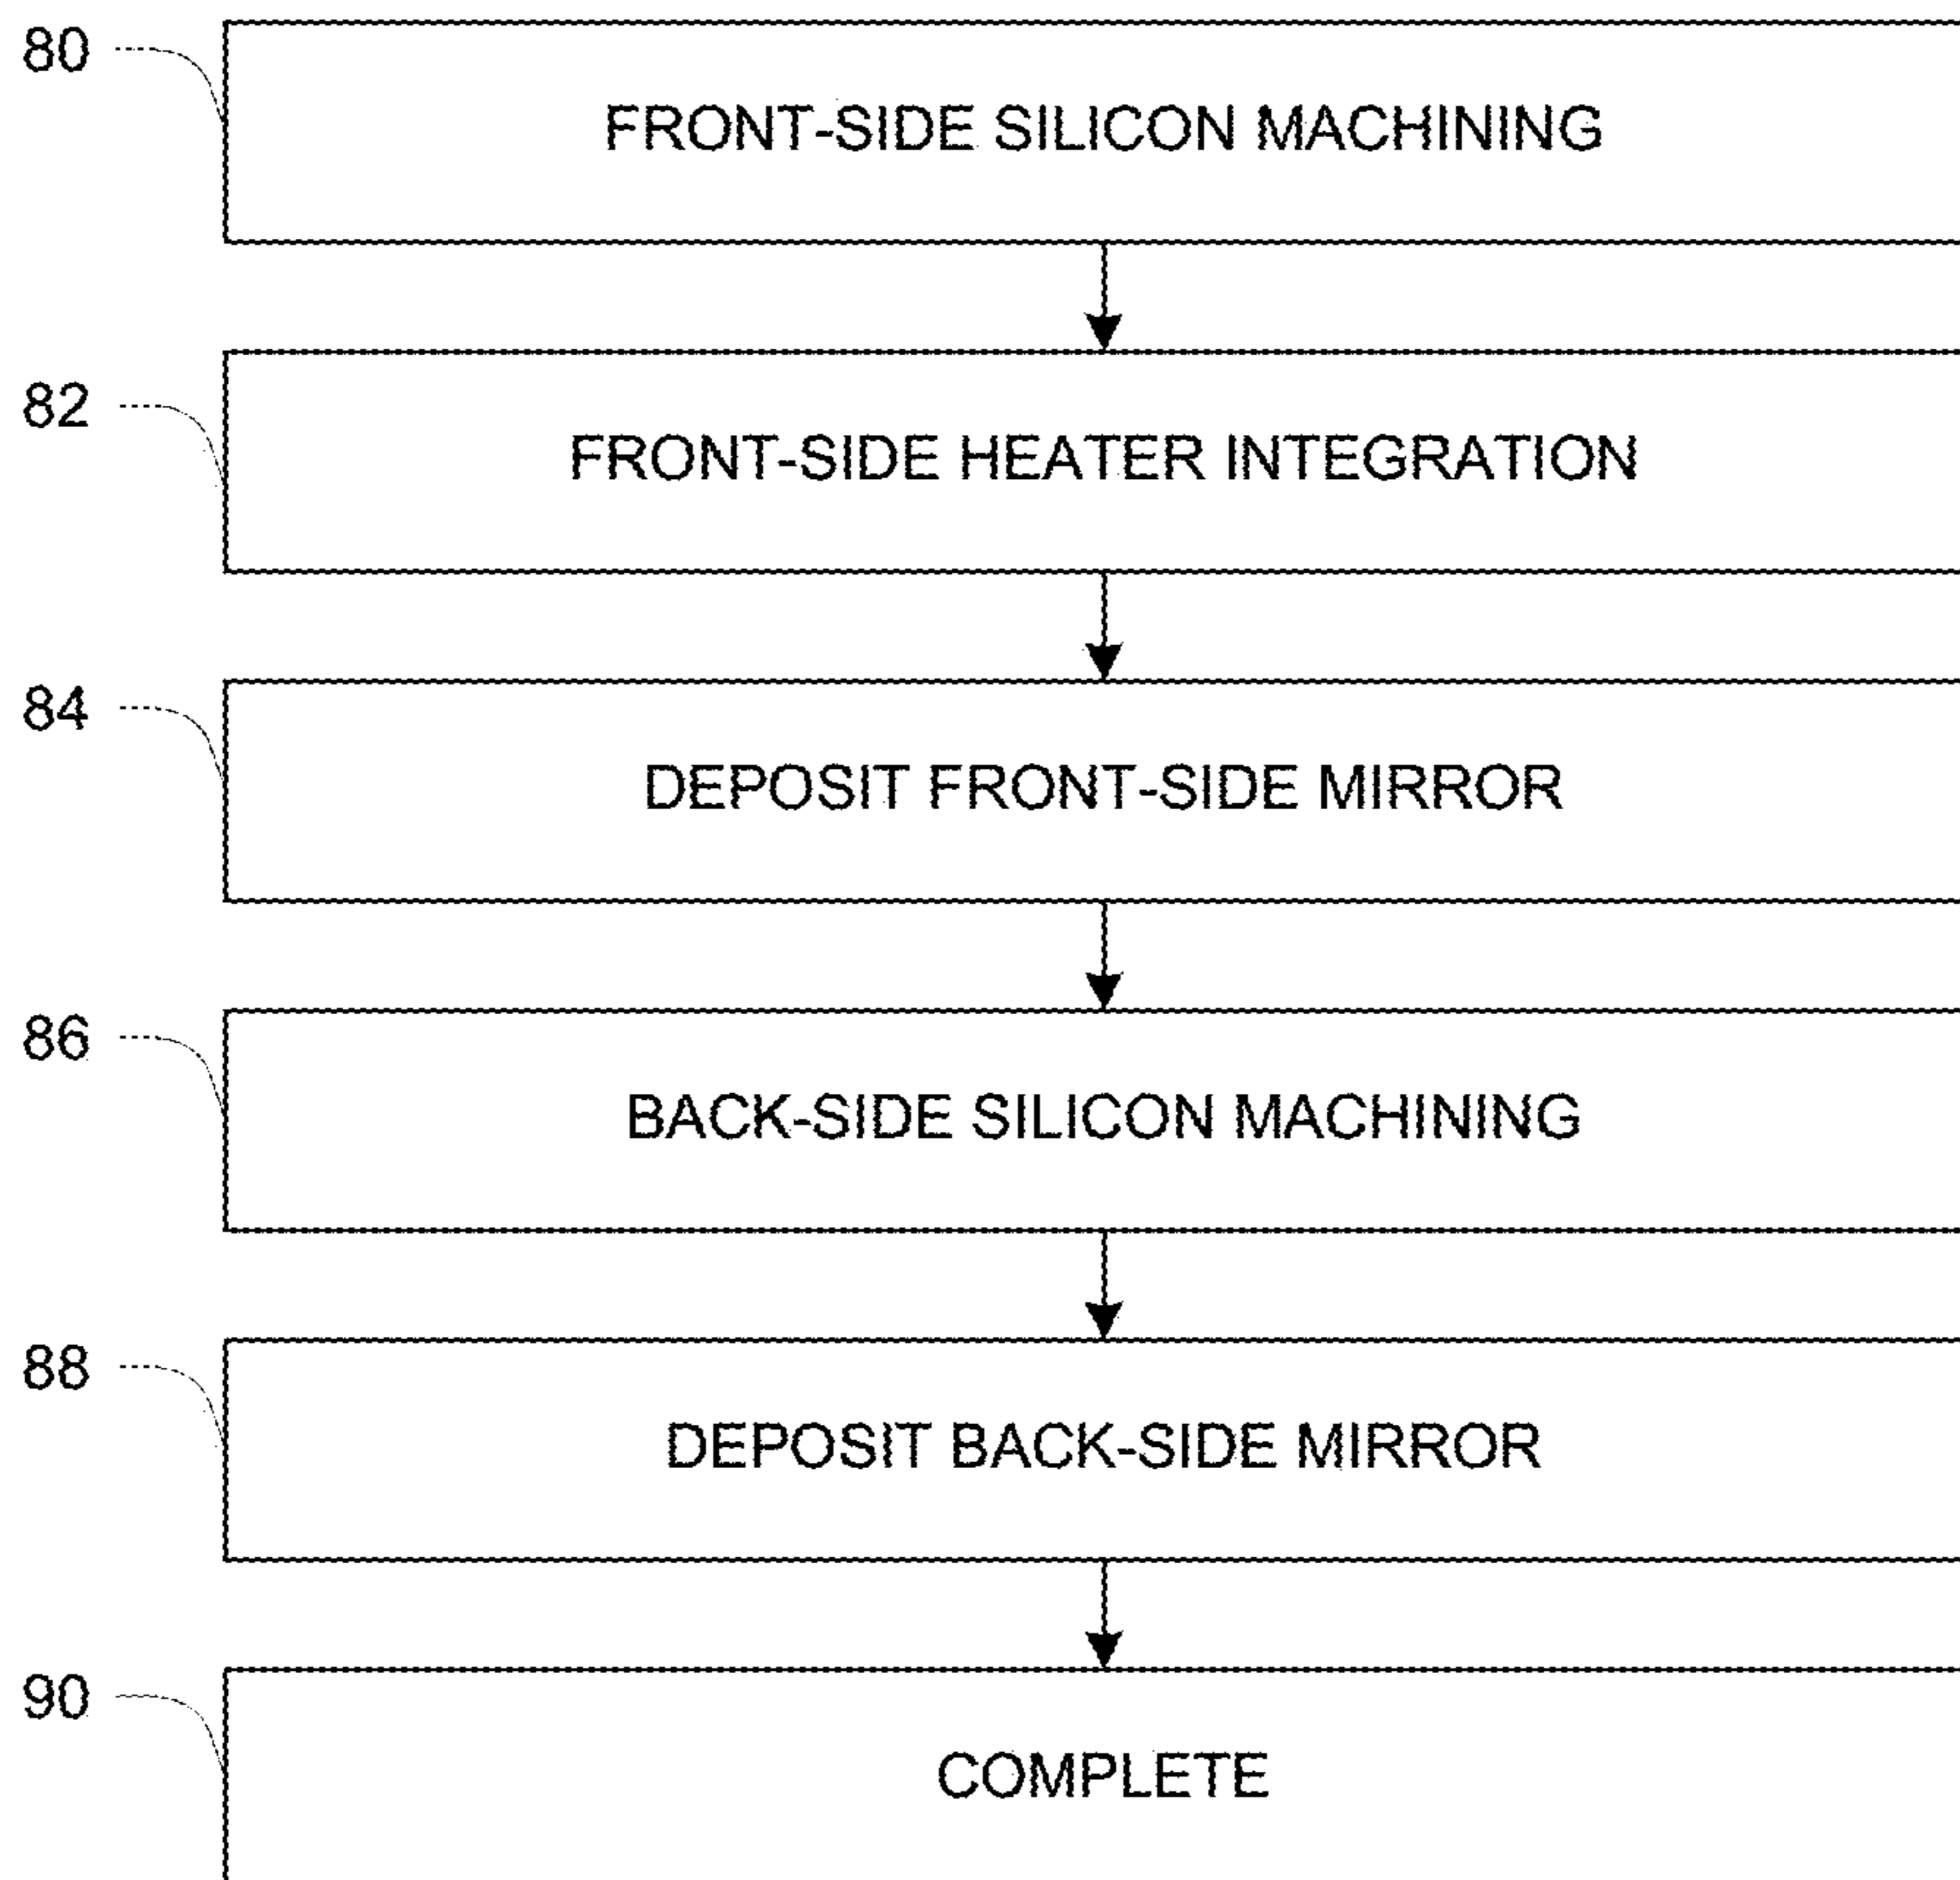 80
FRONT-SIDE SILICON MACHINING
82
FRONT-SIDE HEATER INTEGRATION
84
DEPOSIT FRONT-SIDE MIRROR
86
BACK-SIDE SILICON MACHINING
88
DEPOSIT BACK-SIDE MIRROR
90
COMPLETE